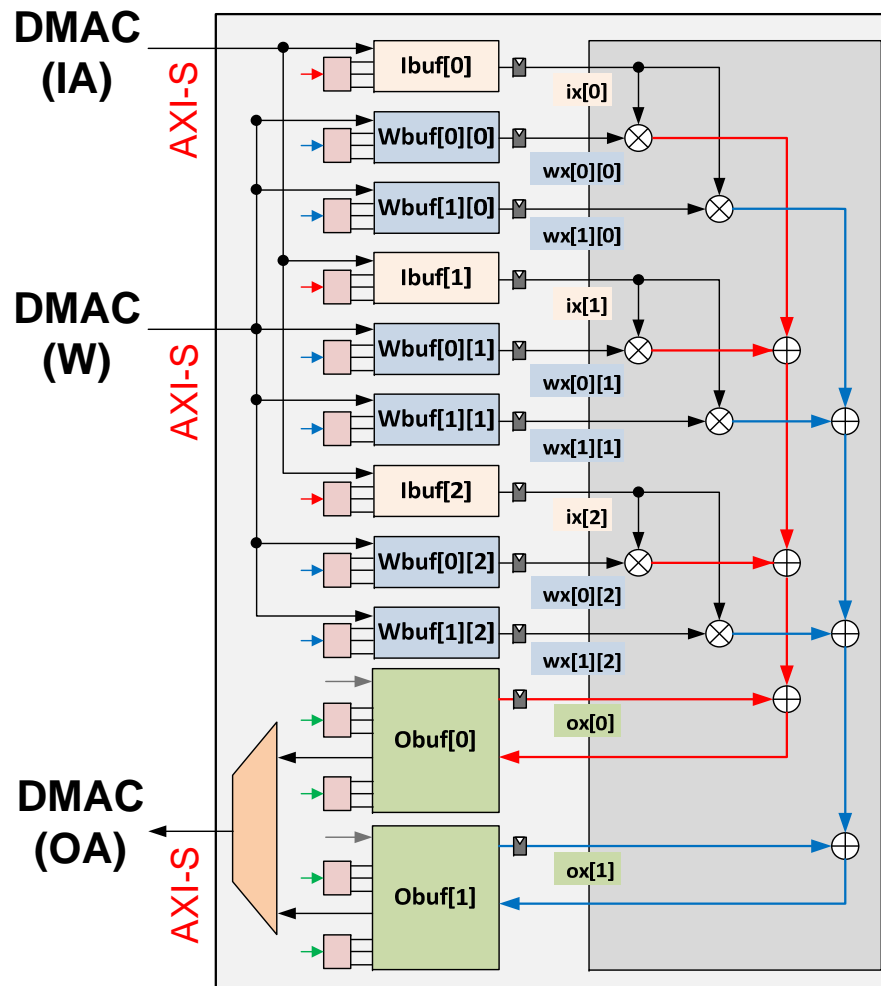 DMAC
(IA)
AXI-S
Ibuf[0]
ix[0]
Wbuf[0][0]
wx[0][0]
Wbuf[1][0]
wx[1][0]
Ibuf[1]
ix[1]
DMAC
(W)
AXI-S
Wbuf[0][1]
wx[0][1]
Wbuf[1][1]
wx[1][1]
Ibuf[2]
ix[2]
Wbuf[0][2]
wx[0][2]
Wbuf[1][2]
wx[1][2]
Obuf[0]
ox[0]
DMAC
(OA)
AXI-S
Obuf[1]
ox[1]